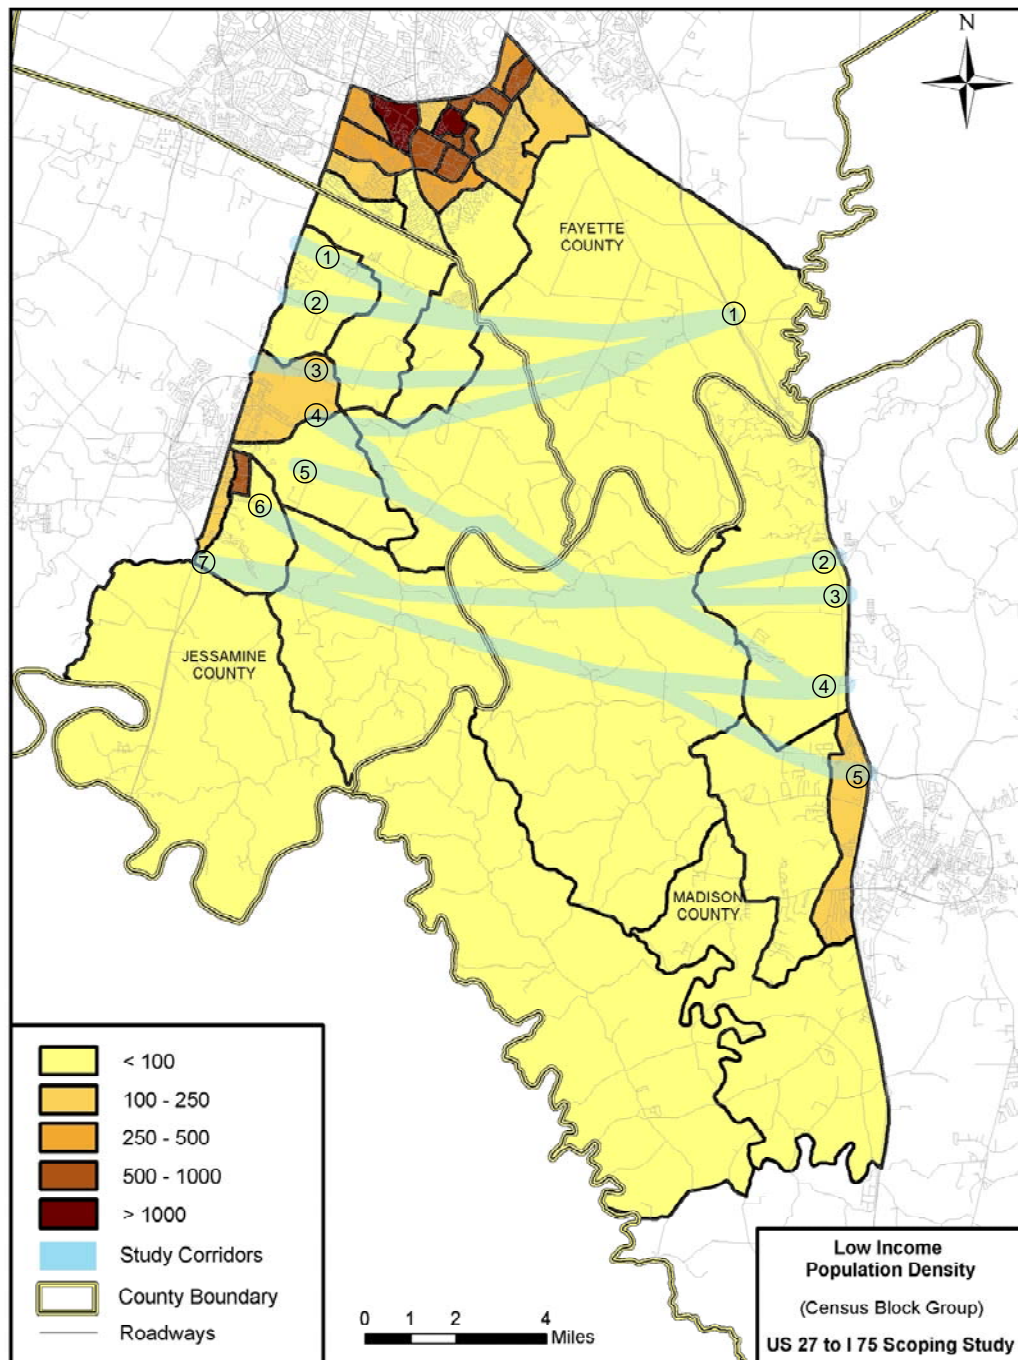 N
FAYETTE
COUNTY
1
2
1
3
4
5
6
7
2
3
JESSAMINE
COUNTY
4
5
MADISON
COUNTY
< 100
100 - 250
250 - 500
500 - 1000
> 1000
Study Corridors
County Boundary
Roadways
0 1 2 4
Miles
Low Income
Population Density
(Census Block Group)
US 27 to I 75 Scoping Study